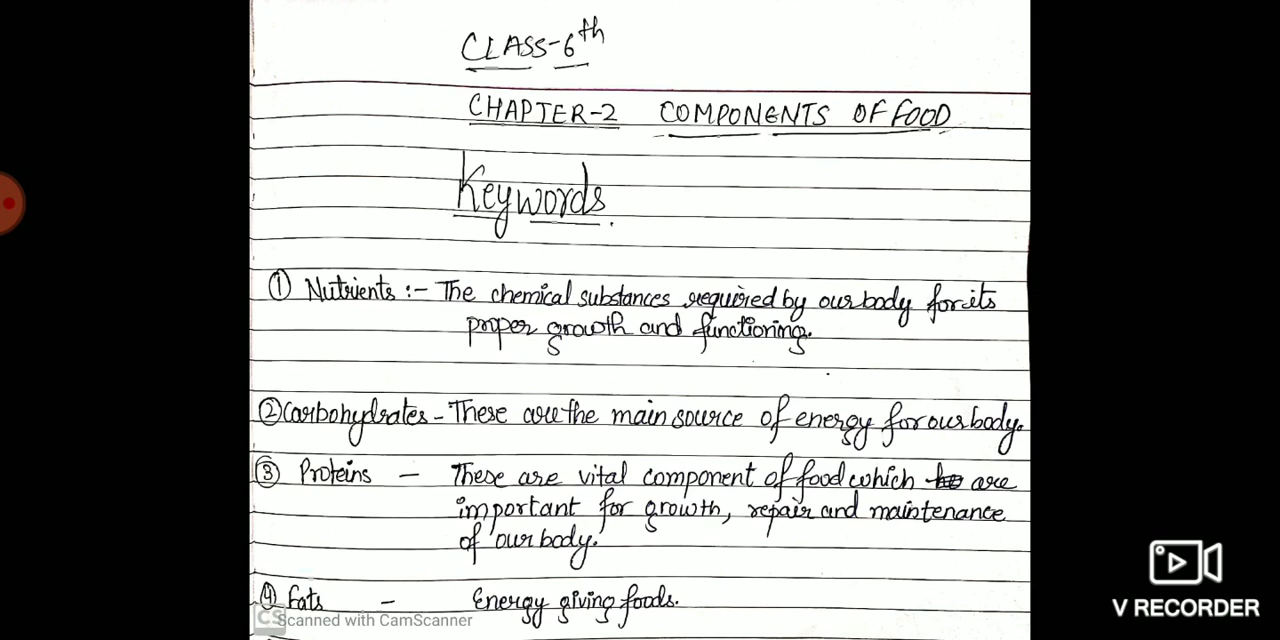 CLASS-6th
CHAPTER-2 COMPONENTS OF FOOD
Keywords.
① Nutrients :- The chemical substances required by our body for its
proper growth and functioning.
② Carbohydrates - These are the main source of energy for our body.
③ Proteins - These are vital component of food which are
important for growth, repair and maintenance
of our body.
④ Fats - Energy giving foods.
CS Scanned with CamScanner
V RECORDER